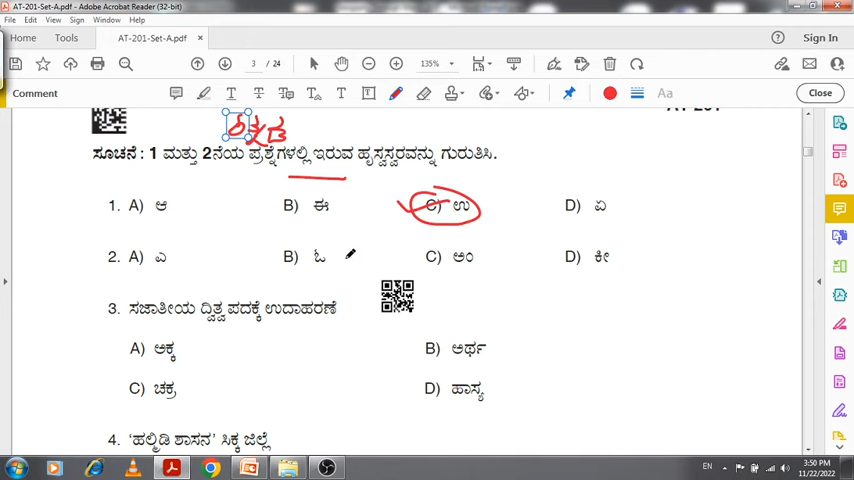 AT-201-Set-A.pdf - Adobe Acrobat Reader (32-bit)
File Edit View Sign Window Help
Home Tools AT-201-Set-A.pdf × Sign In
3 / 24 135%
Comment Close
ಸೂಚನೆ : 1 ಮತ್ತು 2ನೆಯ ಪ್ರಶ್ನೆಗಳಲ್ಲಿ ಇರುವ ಹ್ರಸ್ವಸ್ವರವನ್ನು ಗುರುತಿಸಿ.
1. A) ಆ B) ಈ C) ಉ D) ಏ
2. A) ಎ B) ಓ C) ಅಂ D) ಕೀ
3. ಸಜಾತೀಯ ದ್ವಿತ್ವ ಪದಕ್ಕೆ ಉದಾಹರಣೆ
A) ಅಕ್ಕ B) ಅರ್ಥ
C) ಚಕ್ರ D) ಹಾಸ್ಯ
4. ‘ಹಲ್ಮಿಡಿ ಶಾಸನ’ ಸಿಕ್ಕ ಜಿಲ್ಲೆ
EN 3:50 PM
11/22/2022